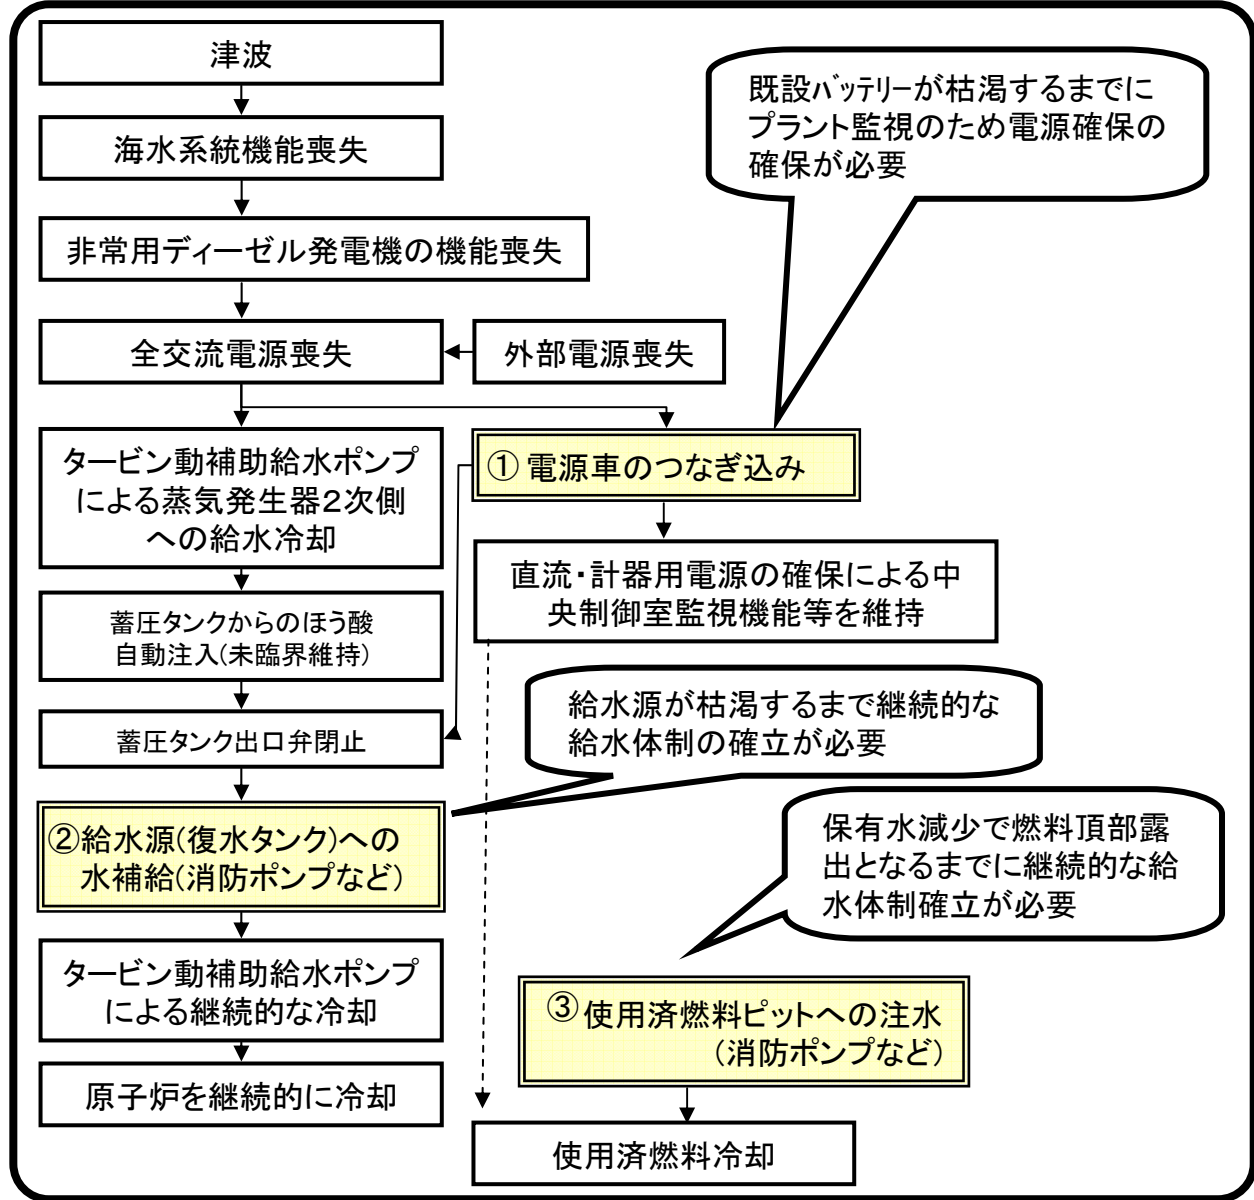 津波
海水系統機能喪失
非常用ディーゼル発電機の機能喪失
全交流電源喪失
外部電源喪失
既設バッテリーが枯渇するまでに
プラント監視のため電源確保の
確保が必要
タービン動補助給水ポンプ
による蒸気発生器2次側
への給水冷却
①電源車のつなぎ込み
直流・計器用電源の確保による中
央制御室監視機能等を維持
蓄圧タンクからのほう酸
自動注入(未臨界維持)
蓄圧タンク出口弁閉止
給水源が枯渇するまで継続的な
給水体制の確立が必要
②給水源(復水タンク)への
水補給(消防ポンプなど)
保有水減少で燃料頂部露
出となるまでに継続的な給
水体制確立が必要
タービン動補助給水ポンプ
による継続的な冷却
③使用済燃料ピットへの注水
(消防ポンプなど)
原子炉を継続的に冷却
使用済燃料冷却